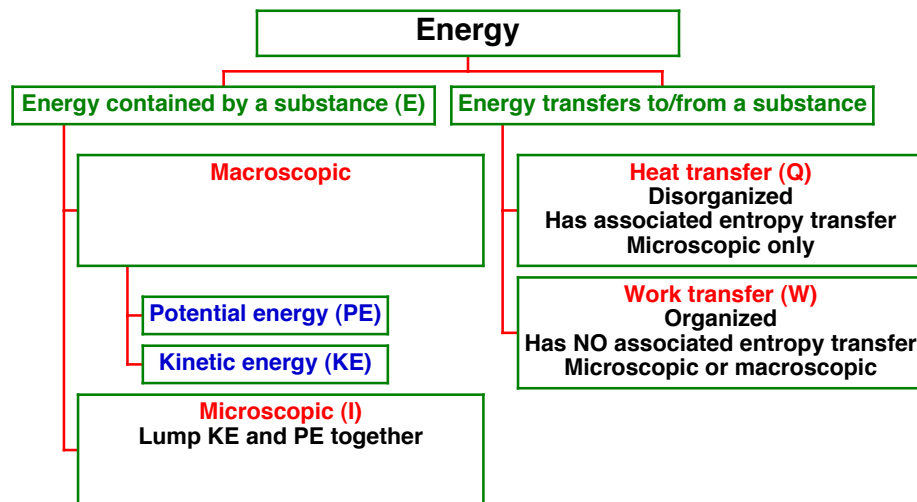 Energy
Energy contained by a substance (E)
Energy transfers to/from a substance
Macroscopic
Potential energy (PE)
Kinetic energy (KE)
Microscopic (I)
Lump KE and PE together
Heat transfer (Q)
Disorganized
Has associated entropy transfer
Microscopic only
Work transfer (W)
Organized
Has NO associated entropy transfer
Microscopic or macroscopic